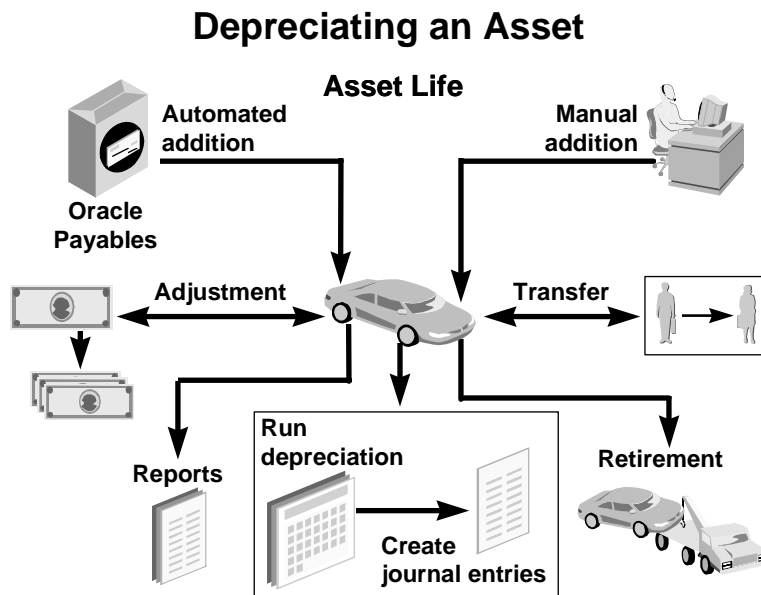 Depreciating an Asset
Asset Life
Automated
addition
Manual
addition
Oracle
Payables
Adjustment
Transfer
Reports
Run
depreciation
Create
journal entries
Retirement